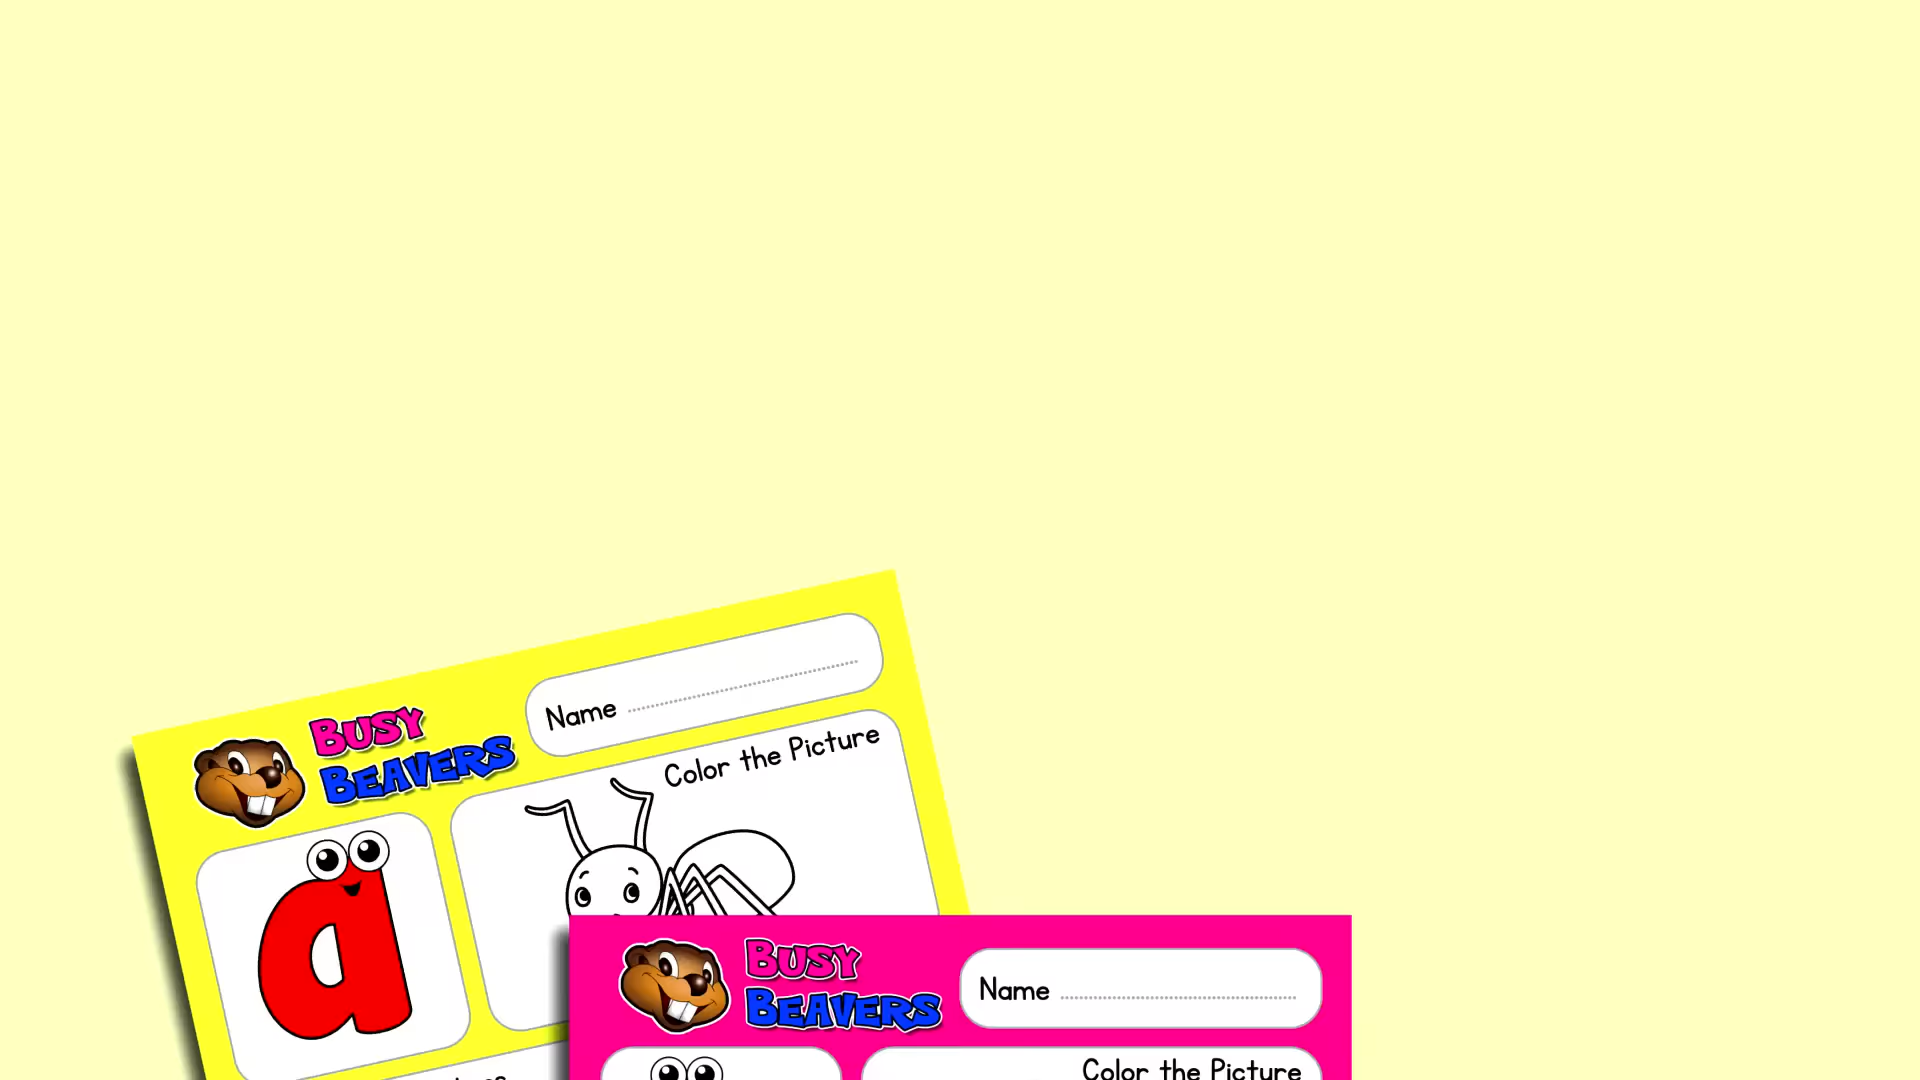 Name
BUSY
BEAVERS
Color the Picture
a
BUSY
BEAVERS
Name
Color the Picture